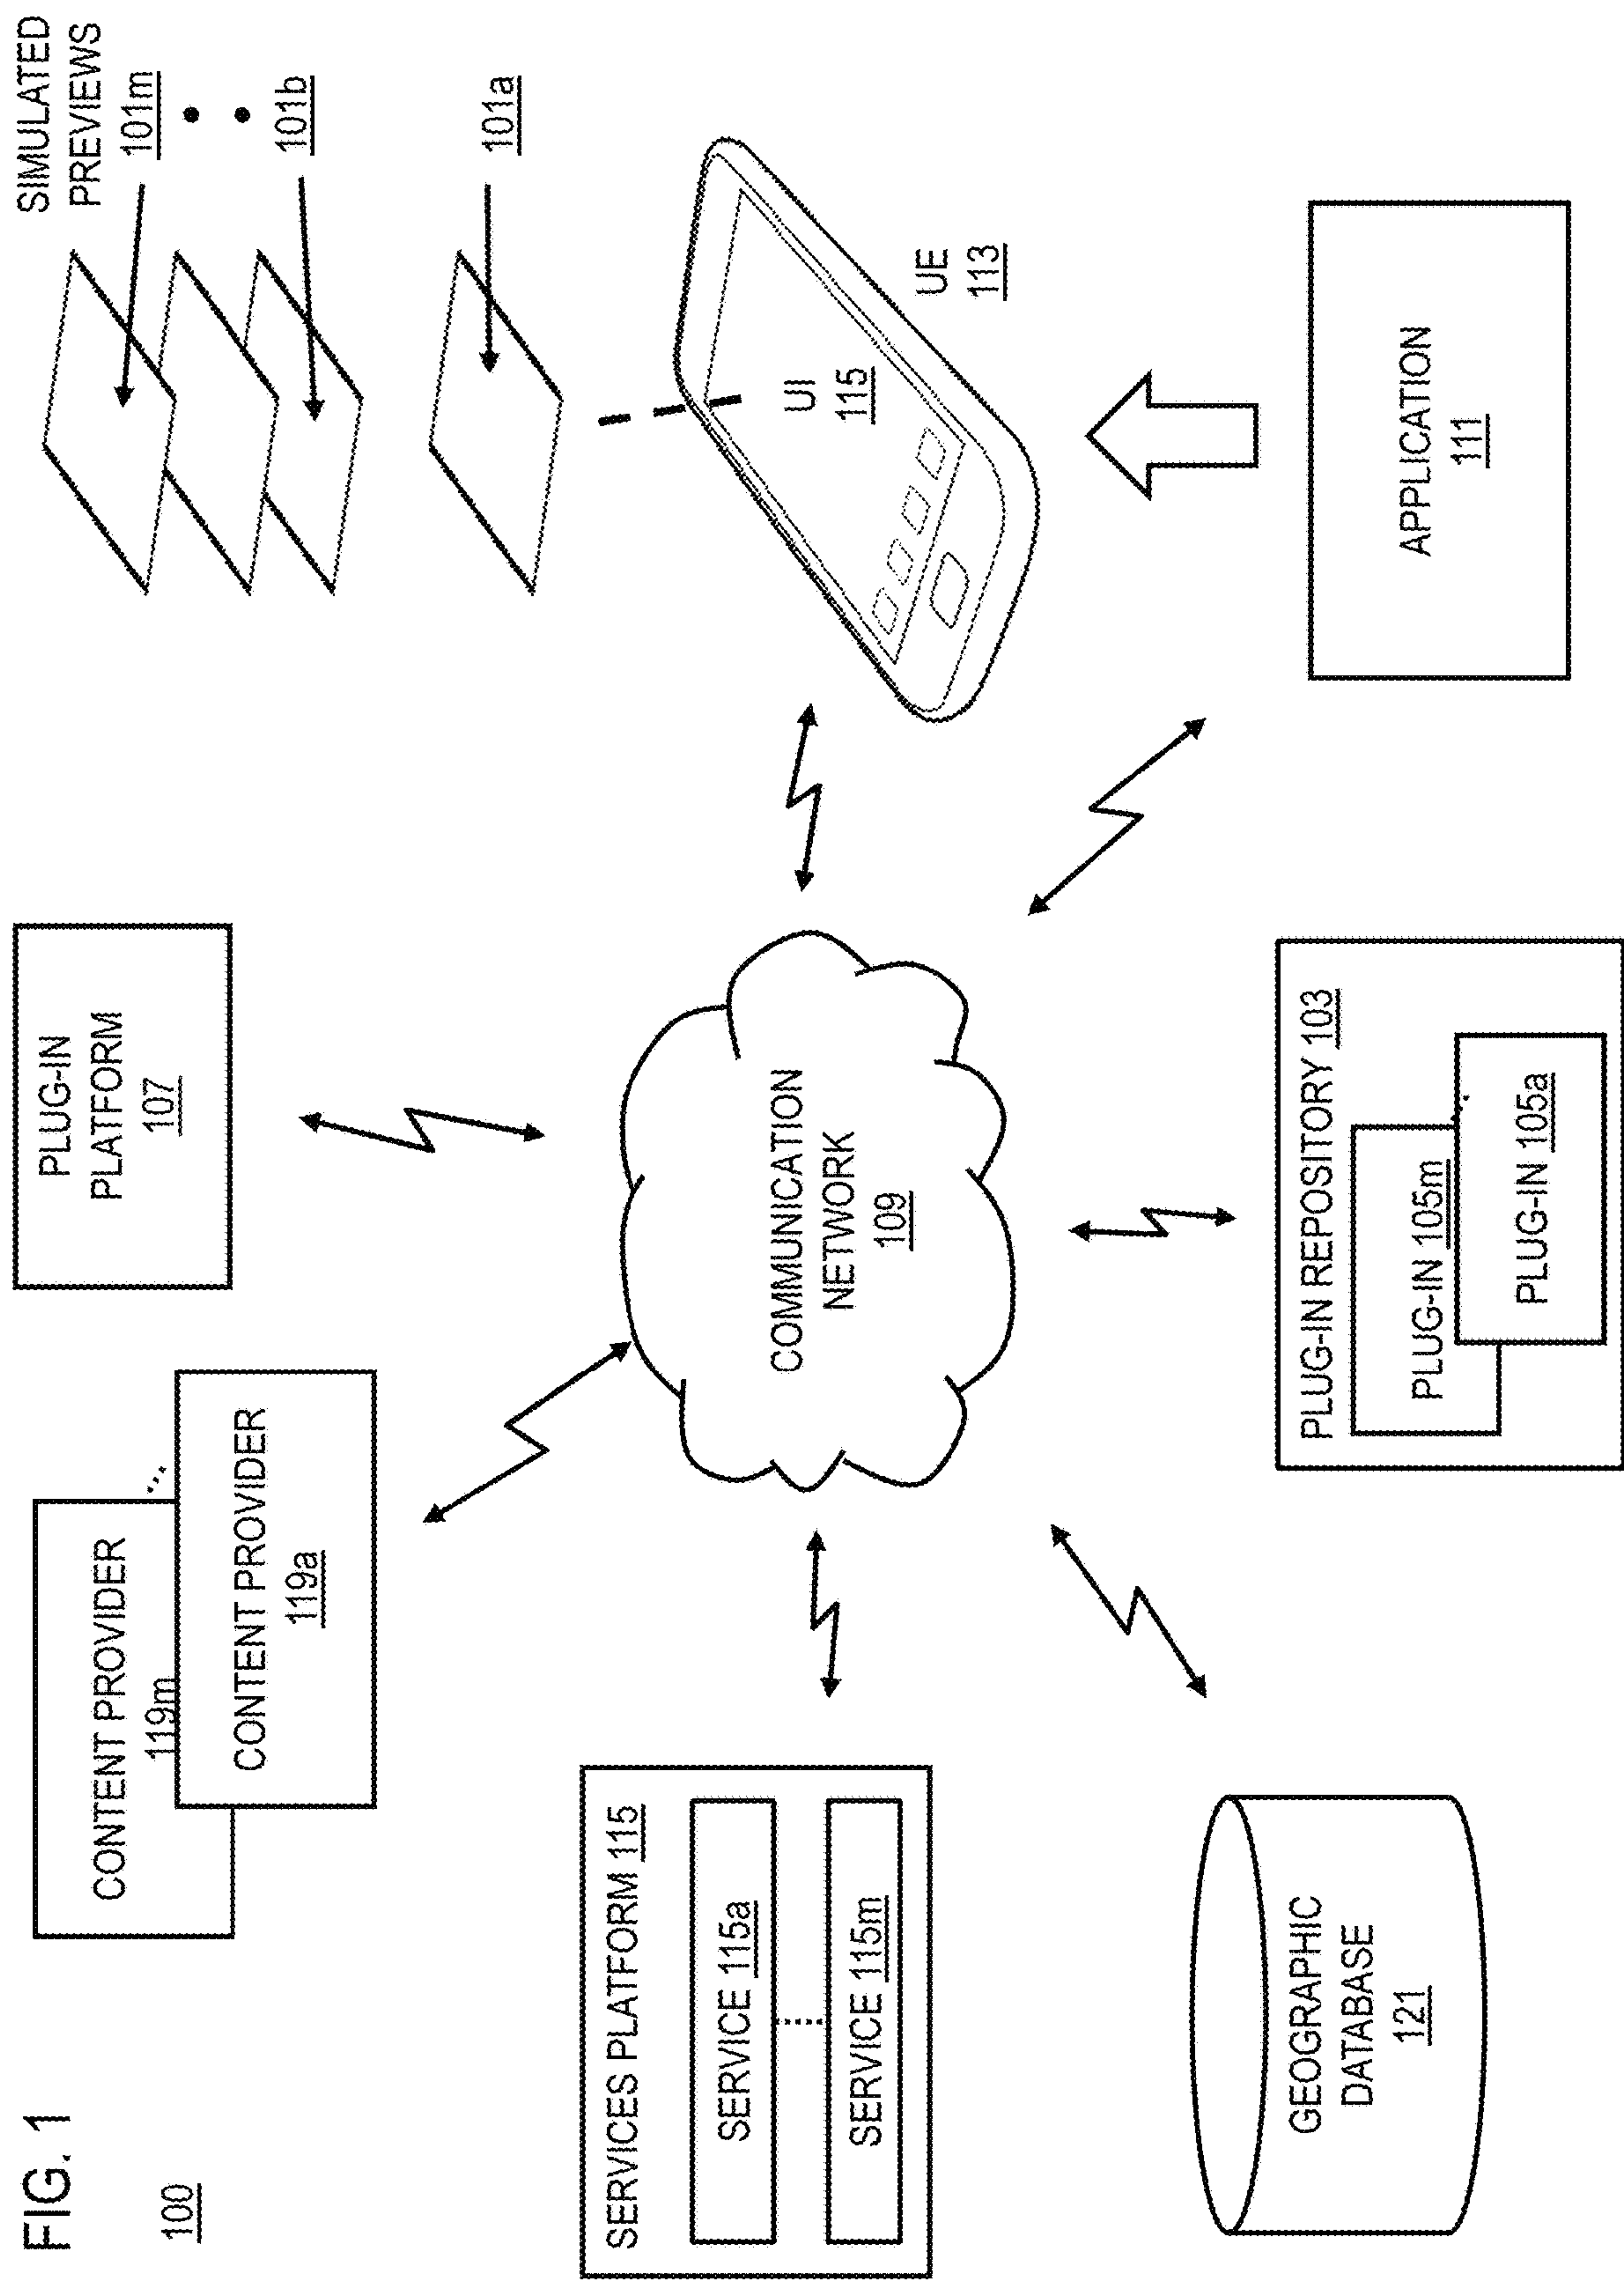 FIG. 1
100
CONTENT PROVIDER
119m
CONTENT PROVIDER
119a
PLUG-IN
PLATFORM
107
SIMULATED
PREVIEWS
101m
101b
101a
SERVICES PLATFORM 115
SERVICE 115a
SERVICE 115m
COMMUNICATION
NETWORK
109
UI
115
UE
113
GEOGRAPHIC
DATABASE
121
PLUG-IN REPOSITORY 103
PLUG-IN 105m
PLUG-IN 105a
APPLICATION
111